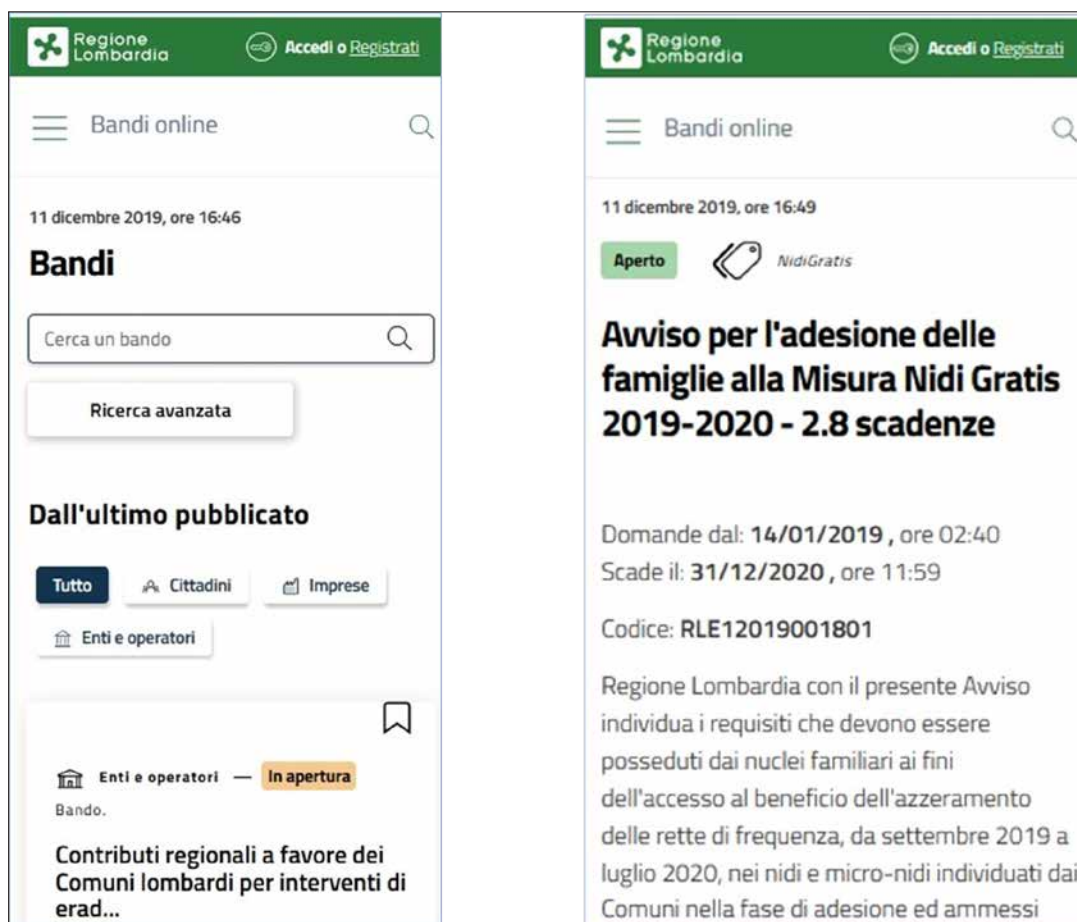 Regione
Lombardia
Accedi o Registrati
Bandi online
11 dicembre 2019, ore 16:46
Bandi
Cerca un bando
Ricerca avanzata
Dall'ultimo pubblicato
Tutto
Cittadini
Imprese
Enti e operatori
Enti e operatori — In apertura
Bando.
Contributi regionali a favore dei
Comuni lombardi per interventi di
erad...
Regione
Lombardia
Accedi o Registrati
Bandi online
11 dicembre 2019, ore 16:49
Aperto
NidiGratis
Avviso per l'adesione delle
famiglie alla Misura Nidi Gratis
2019-2020 - 2.8 scadenze
Domande dal: 14/01/2019 , ore 02:40
Scade il: 31/12/2020 , ore 11:59
Codice: RLE12019001801
Regione Lombardia con il presente Avviso
individua i requisiti che devono essere
posseduti dai nuclei familiari ai fini
dell'accesso al beneficio dell'azzeramento
delle rette di frequenza, da settembre 2019 a
luglio 2020, nei nidi e micro-nidi individuati dai
Comuni nella fase di adesione ed ammessi